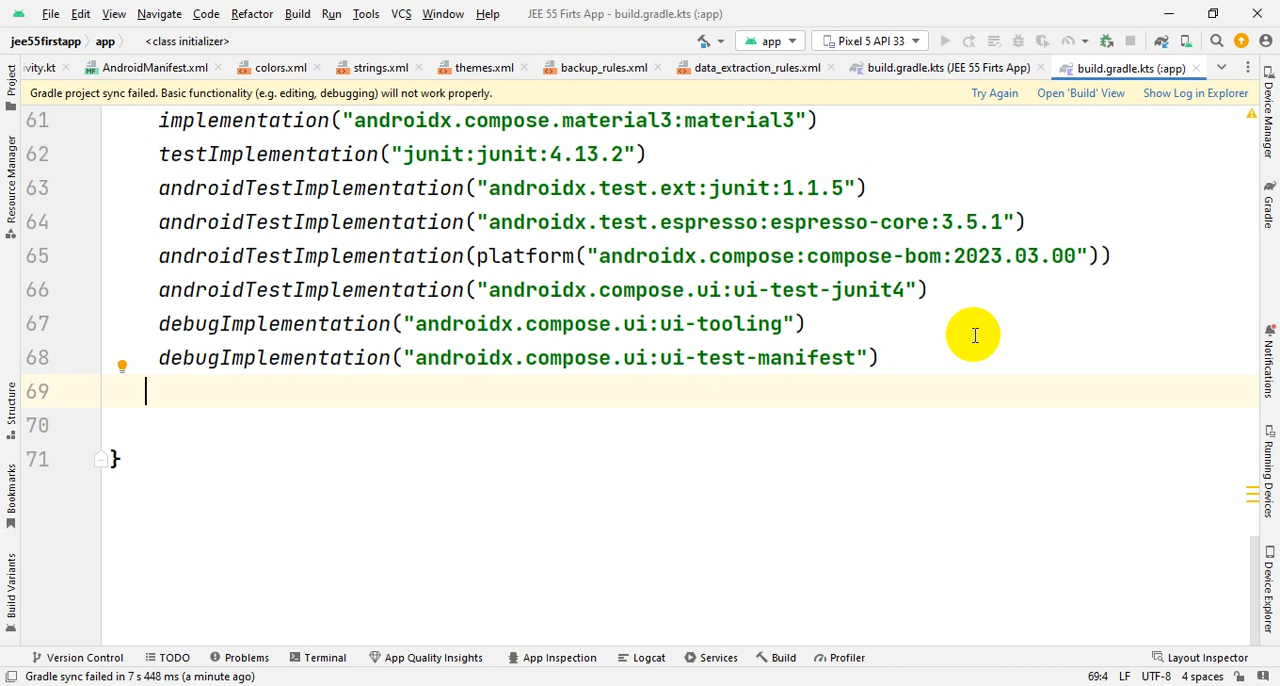 File Edit View Navigate Code Refactor Build Run Tools VCS Window Help JEE 55 Firts App - build.gradle.kts (:app)
jee55firstapp app <class initializer> app Pixel 5 API 33
ivity.kt AndroidManifest.xml colors.xml strings.xml themes.xml backup_rules.xml data_extraction_rules.xml build.gradle.kts (JEE 55 Firts App) build.gradle.kts (:app)
Gradle project sync failed. Basic functionality (e.g. editing, debugging) will not work properly. Try Again Open 'Build' View Show Log in Explorer
61 implementation("androidx.compose.material3:material3")
62 testImplementation("junit:junit:4.13.2")
63 androidTestImplementation("androidx.test.ext:junit:1.1.5")
64 androidTestImplementation("androidx.test.espresso:espresso-core:3.5.1")
65 androidTestImplementation(platform("androidx.compose:compose-bom:2023.03.00"))
66 androidTestImplementation("androidx.compose.ui:ui-test-junit4")
67 debugImplementation("androidx.compose.ui:ui-tooling")
68 debugImplementation("androidx.compose.ui:ui-test-manifest")
69
70
71 }
Project
Resource Manager
Structure
Bookmarks
Build Variants
Device Manager
Gradle
Notifications
Running Devices
Device Explorer
Version Control TODO Problems Terminal App Quality Insights App Inspection Logcat Services Build Profiler Layout Inspector
Gradle sync failed in 7 s 448 ms (a minute ago) 69:4 LF UTF-8 4 spaces